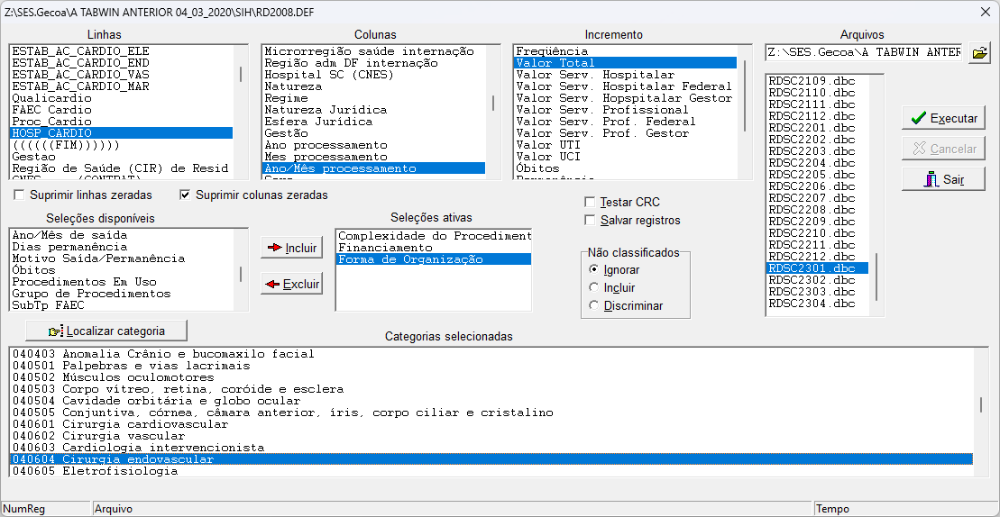 Z:\SES.Gecoa\A TABWIN ANTERIOR 04_03_2020\SIH\RD2008.DEF
Linhas
ESTAB_AC_CARDIO_ELE
ESTAB_AC_CARDIO_END
ESTAB_AC_CARDIO_VAS
ESTAB_AC_CARDIO_MAR
Qualicardio
FAEC Cardio
Proc_Cardio
HOSP_CARDIO
((((((FIM))))))
Gestao
Região de Saúde (CIR) de Resid
Colunas
Microrregião saúde internação
Região adm DF internação
Hospital SC (CNES)
Natureza
Regime
Natureza Jurídica
Esfera Jurídica
Gestão
Ano processamento
Mes processamento
Ano/Mês processamento
Incremento
Freqüência
Valor Total
Valor Serv. Hospitalar
Valor Serv. Hospitalar Federal
Valor Serv. Hopspitalar Gestor
Valor Serv. Profissional
Valor Serv. Prof. Federal
Valor Serv. Prof. Gestor
Valor UTI
Valor UCI
Óbitos
Arquivos
Z:\SES.Gecoa\A TABWIN ANTER
RDSC2109.dbc
RDSC2110.dbc
RDSC2111.dbc
RDSC2112.dbc
RDSC2201.dbc
RDSC2202.dbc
RDSC2203.dbc
RDSC2204.dbc
RDSC2205.dbc
RDSC2206.dbc
RDSC2207.dbc
RDSC2208.dbc
RDSC2209.dbc
RDSC2210.dbc
RDSC2211.dbc
RDSC2212.dbc
RDSC2301.dbc
RDSC2302.dbc
RDSC2303.dbc
RDSC2304.dbc
Executar
Cancelar
Sair
Suprimir linhas zeradas
Suprimir colunas zeradas
Testar CRC
Salvar registros
Seleções disponíveis
Ano/Mês de saída
Dias permanência
Motivo Saída/Permanência
Óbitos
Procedimentos Em Uso
Grupo de Procedimentos
SubTp FAEC
Incluir
Excluir
Seleções ativas
Complexidade do Procediment
Financiamento
Forma de Organização
Não classificados
Ignorar
Incluir
Discriminar
Localizar categoria
Categorias selecionadas
040403 Anomalia Crânio e bucomaxilo facial
040501 Palpebras e vias lacrimais
040502 Músculos oculomotores
040503 Corpo vítreo, retina, coróide e esclera
040504 Cavidade orbitária e globo ocular
040505 Conjuntiva, córnea, câmara anterior, íris, corpo ciliar e cristalino
040601 Cirurgia cardiovascular
040602 Cirurgia vascular
040603 Cardiologia intervencionista
040604 Cirurgia endovascular
040605 Eletrofisiologia
NumReg
Arquivo
Tempo